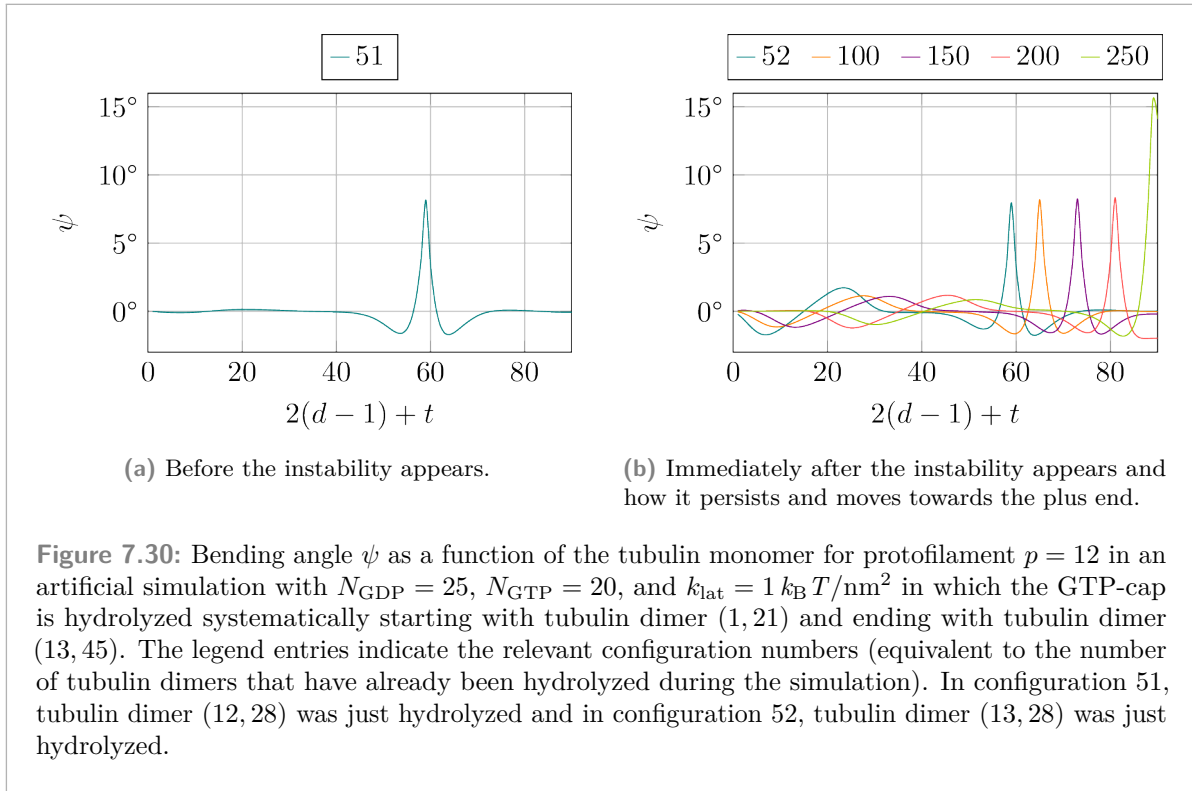 51
52 100 150 200 250
15°
10°
5°
0°
ψ
0 20 40 60 80
2(d − 1) + t
15°
10°
5°
0°
ψ
0 20 40 60 80
2(d − 1) + t
(a) Before the instability appears.
(b) Immediately after the instability appears and
how it persists and moves towards the plus end.
Figure 7.30: Bending angle ψ as a function of the tubulin monomer for protofilament p = 12 in an
artificial simulation with N_GDP = 25, N_GTP = 20, and k_lat = 1 k_B T/nm² in which the GTP-cap
is hydrolyzed systematically starting with tubulin dimer (1, 21) and ending with tubulin dimer
(13, 45). The legend entries indicate the relevant configuration numbers (equivalent to the number
of tubulin dimers that have already been hydrolyzed during the simulation). In configuration 51,
tubulin dimer (12, 28) was just hydrolyzed and in configuration 52, tubulin dimer (13, 28) was just
hydrolyzed.